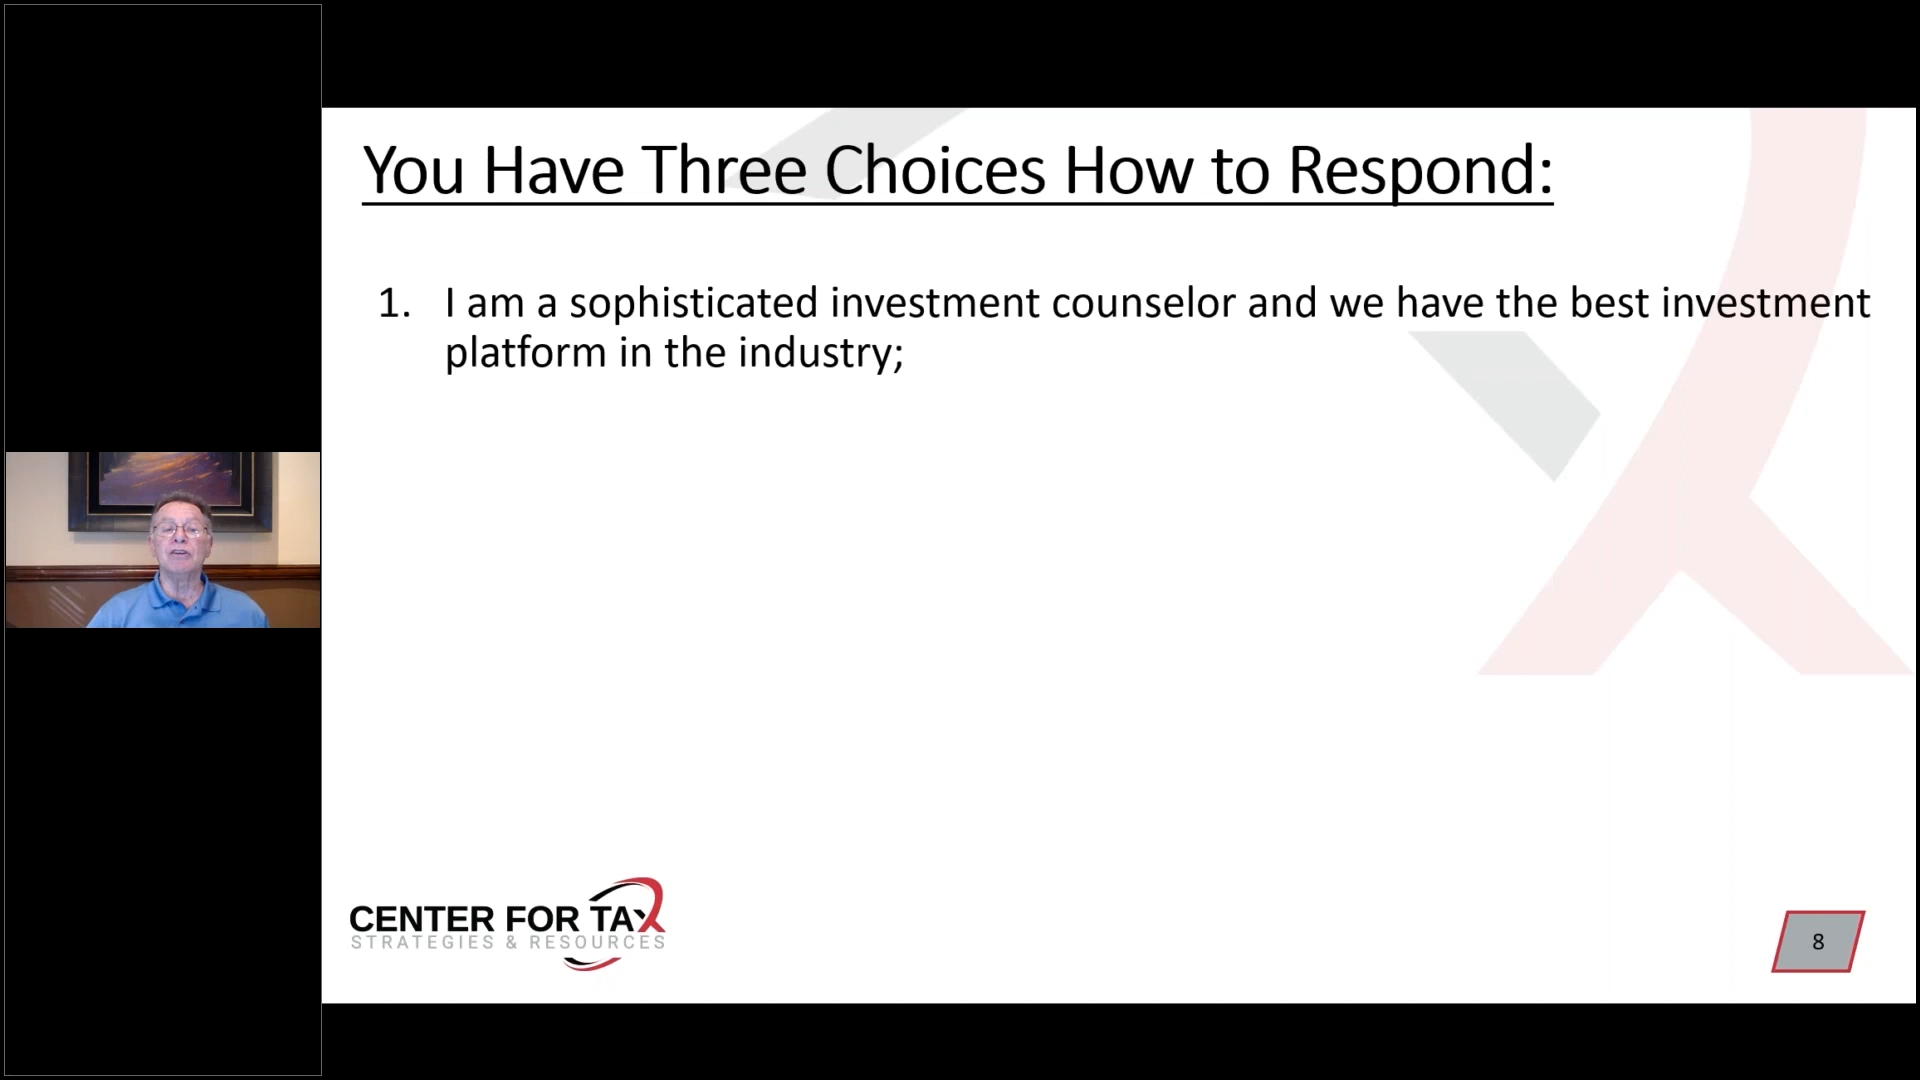 You Have Three Choices How to Respond:
1. I am a sophisticated investment counselor and we have the best investment
platform in the industry;
CENTER FOR TAX
STRATEGIES & RESOURCES
8